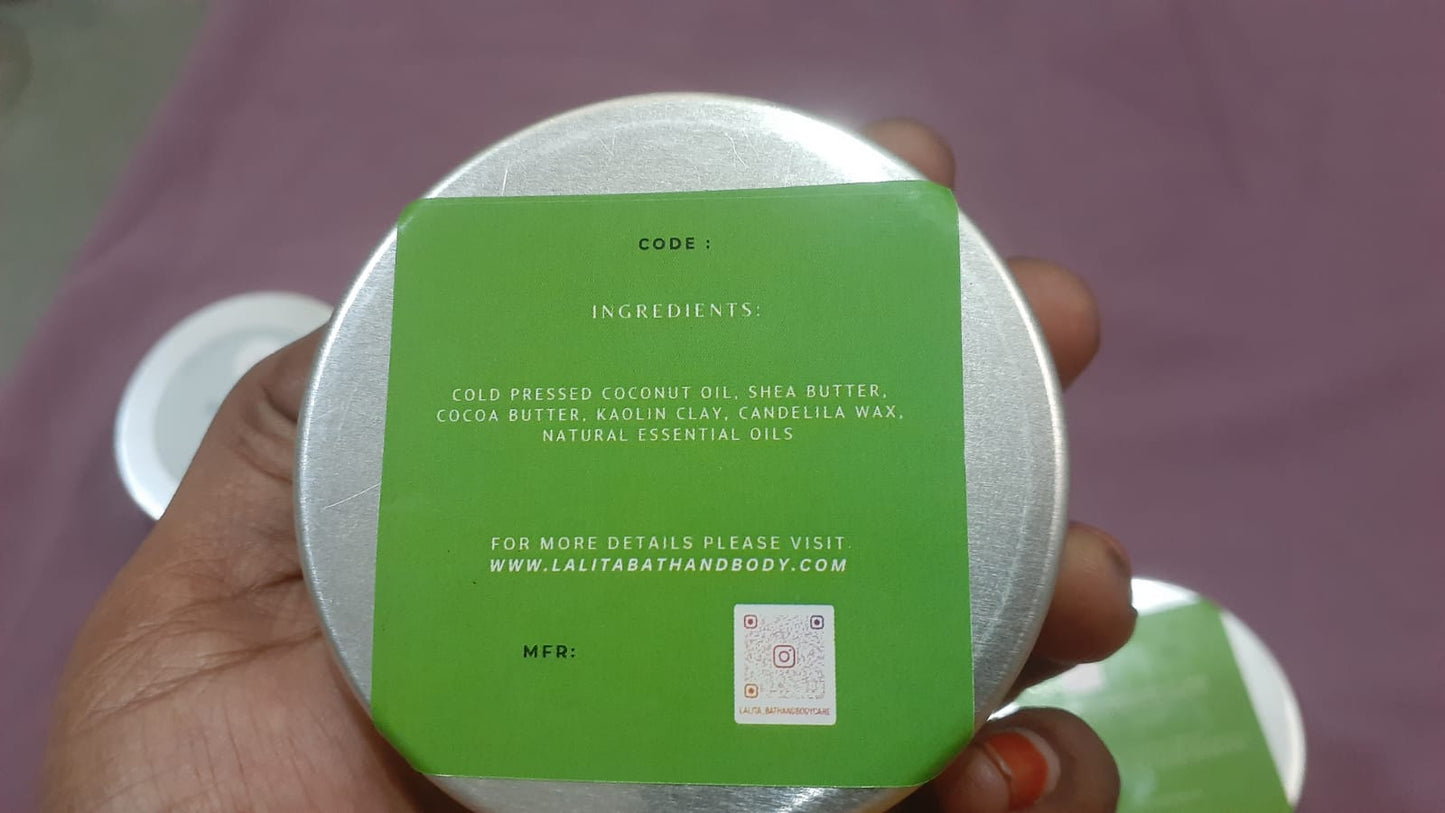 CODE :
INGREDIENTS:
COLD PRESSED COCONUT OIL, SHEA BUTTER,
COCOA BUTTER, KAOLIN CLAY, CANDELILA WAX,
NATURAL ESSENTIAL OILS
FOR MORE DETAILS PLEASE VISIT.
WWW.LALITABATHANDBODY.COM
MFR:
LALITA_BATHANDBODYCARE